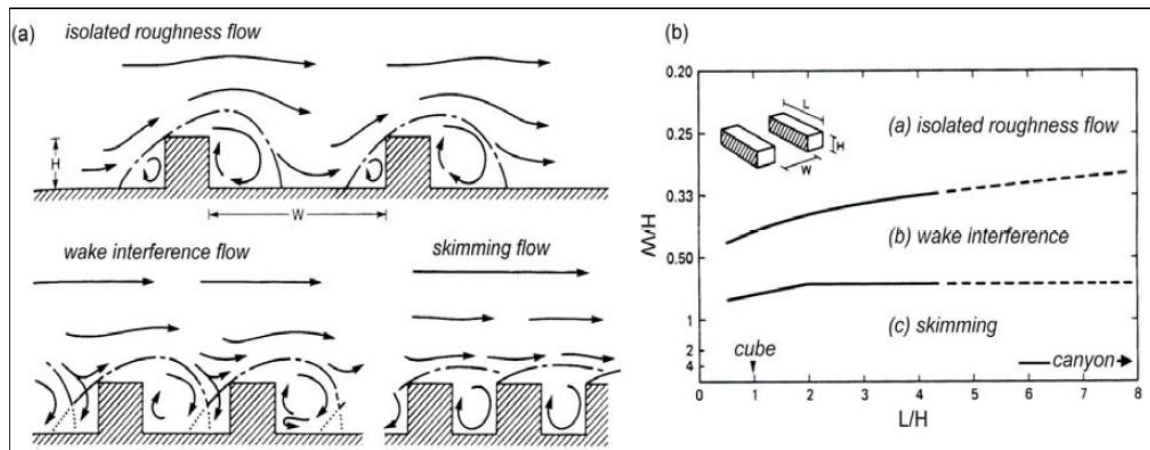 (a)
isolated roughness flow
H
W
wake interference flow
skimming flow
(b)
0.20
0.25
0.33
0.50
1
2
4
H/W
L
H
W
(a) isolated roughness flow
(b) wake interference
(c) skimming
cube
canyon
0 1 2 3 4 5 6 7 8
L/H